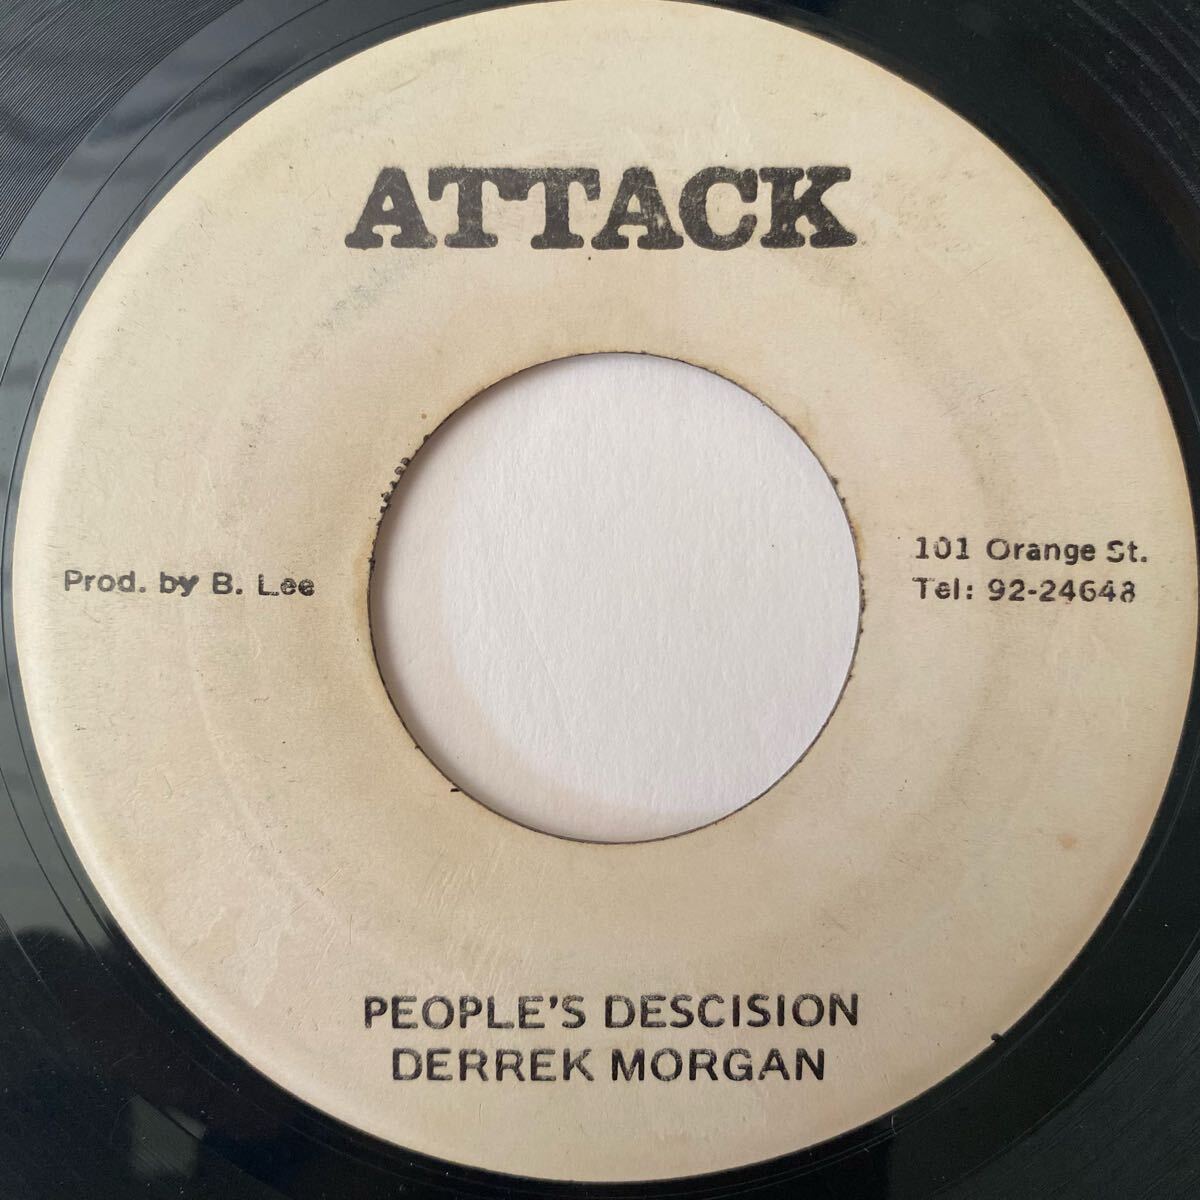 ATTACK
Prod. by B. Lee
101 Orange St.
Tel: 92-24648
PEOPLE'S DESCISION
DERREK MORGAN